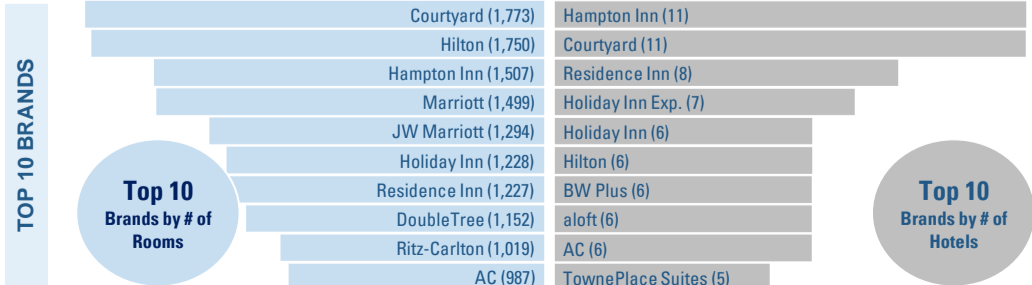 TOP 10 BRANDS
Courtyard (1,773)
Hilton (1,750)
Hampton Inn (1,507)
Marriott (1,499)
JW Marriott (1,294)
Holiday Inn (1,228)
Residence Inn (1,227)
DoubleTree (1,152)
Ritz-Carlton (1,019)
AC (987)
Top 10
Brands by # of
Rooms
Hampton Inn (11)
Courtyard (11)
Residence Inn (8)
Holiday Inn Exp. (7)
Holiday Inn (6)
Hilton (6)
BW Plus (6)
aloft (6)
AC (6)
TownePlace Suites (5)
Top 10
Brands by # of
Hotels